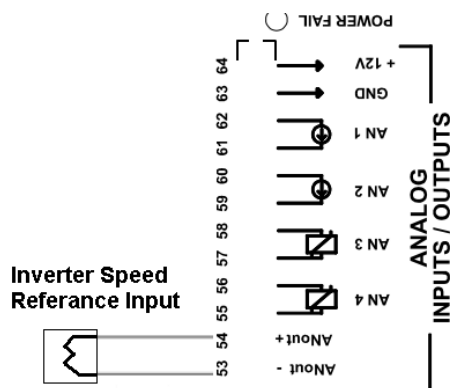 POWER FAIL
64 + 12V
63 GND
62
61 AN 1
60
59 AN 2
58
57 AN 3
56
55 AN 4
54 ANout +
53 ANout -
ANALOG
INPUTS / OUTPUTS
Inverter Speed
Referance Input